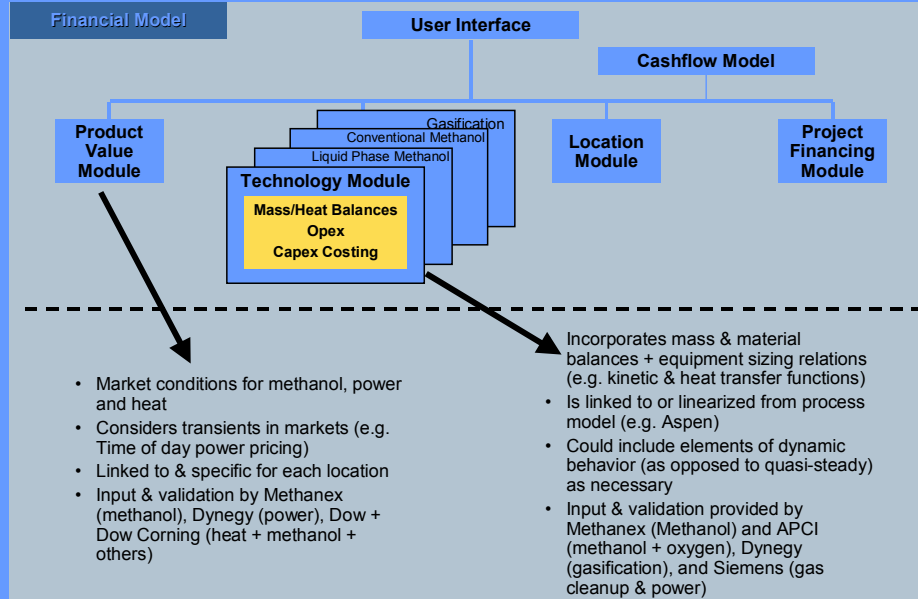 Financial Model
User Interface
Cashflow Model
Product
Value
Module
Gasification
Conventional Methanol
Liquid Phase Methanol
Technology Module
Mass/Heat Balances
Opex
Capex Costing
Location
Module
Project
Financing
Module
• Market conditions for methanol, power
and heat
• Considers transients in markets (e.g.
Time of day power pricing)
• Linked to & specific for each location
• Input & validation by Methanex
(methanol), Dynegy (power), Dow +
Dow Corning (heat + methanol +
others)
Incorporates mass & material
balances + equipment sizing relations
(e.g. kinetic & heat transfer functions)
• Is linked to or linearized from process
model (e.g. Aspen)
• Could include elements of dynamic
behavior (as opposed to quasi-steady)
as necessary
• Input & validation provided by
Methanex (Methanol) and APCI
(methanol + oxygen), Dynegy
(gasification), and Siemens (gas
cleanup & power)